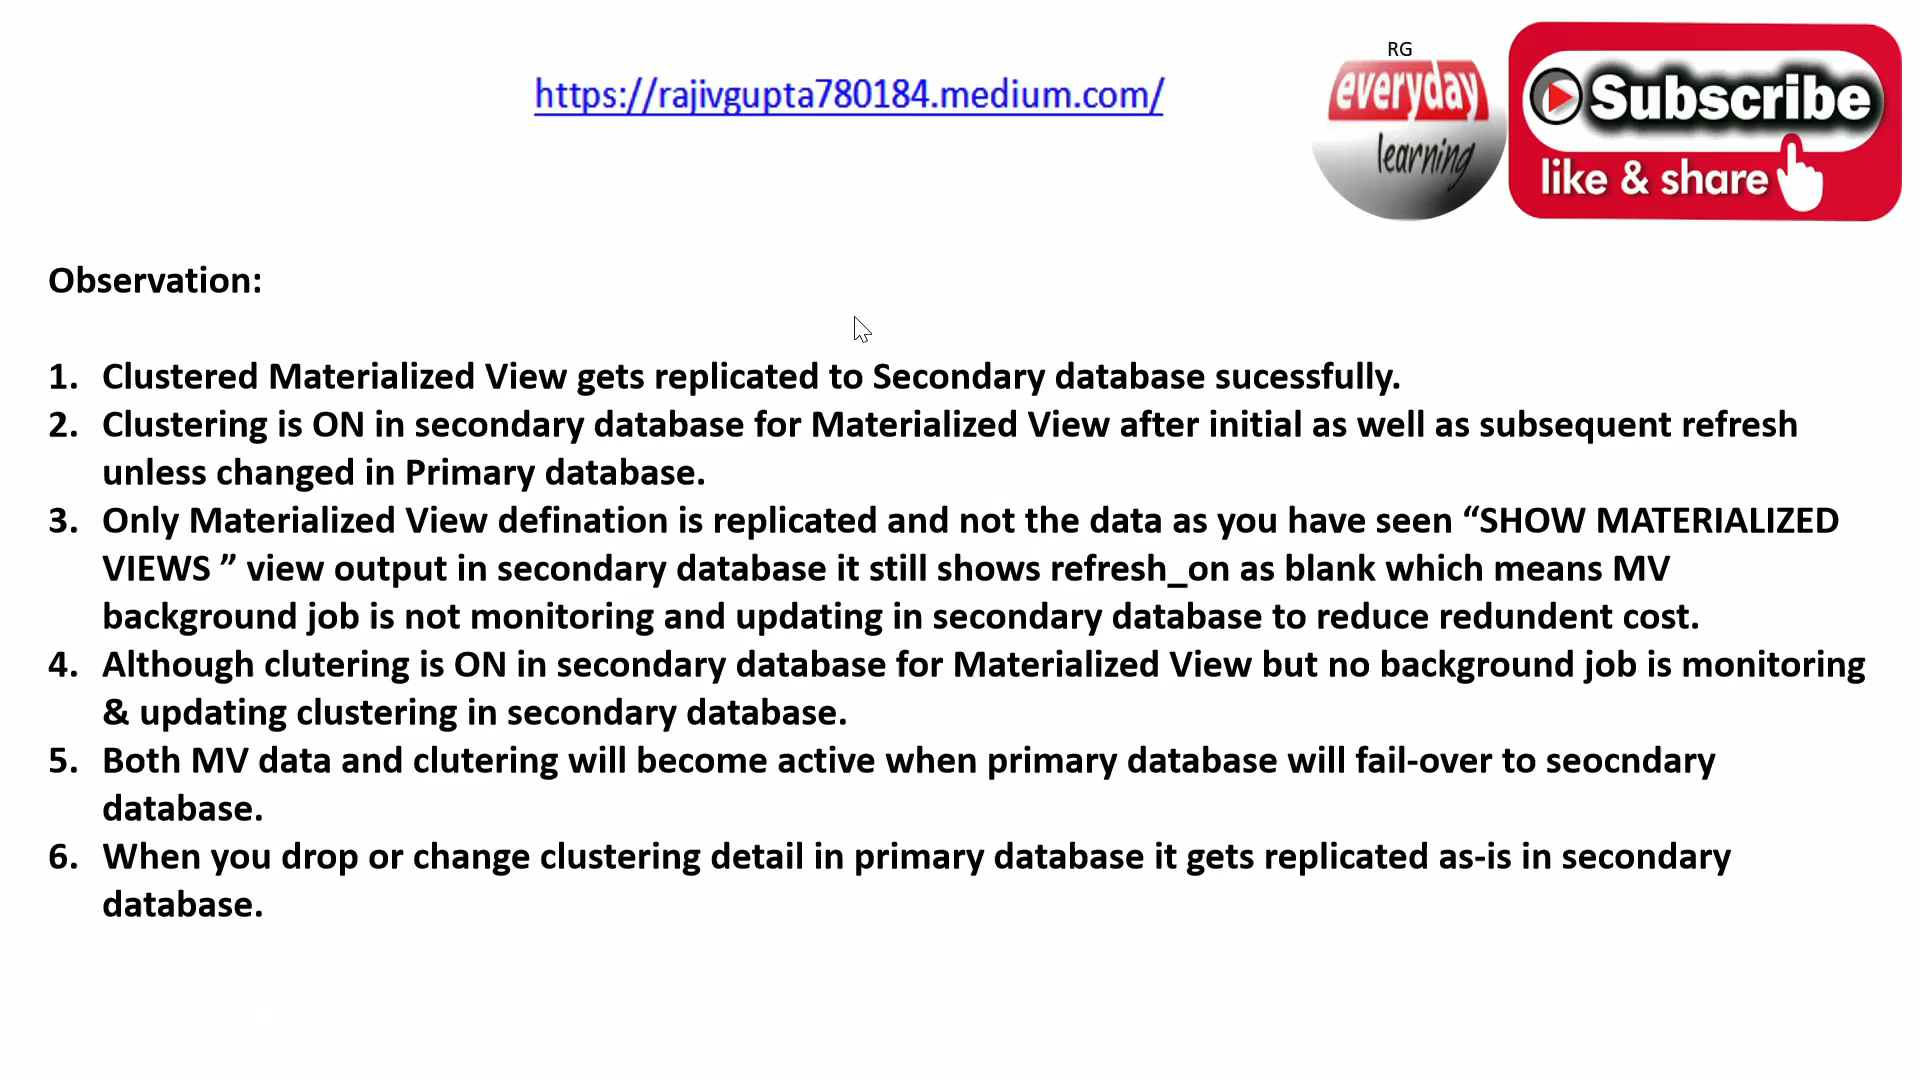 RG
https://rajivgupta780184.medium.com/
everyday
learning
Subscribe
like & share
Observation:
1. Clustered Materialized View gets replicated to Secondary database sucessfully.
2. Clustering is ON in secondary database for Materialized View after initial as well as subsequent refresh
unless changed in Primary database.
3. Only Materialized View defination is replicated and not the data as you have seen “SHOW MATERIALIZED
VIEWS ” view output in secondary database it still shows refresh_on as blank which means MV
background job is not monitoring and updating in secondary database to reduce redundent cost.
4. Although clutering is ON in secondary database for Materialized View but no background job is monitoring
& updating clustering in secondary database.
5. Both MV data and clutering will become active when primary database will fail-over to seocndary
database.
6. When you drop or change clustering detail in primary database it gets replicated as-is in secondary
database.